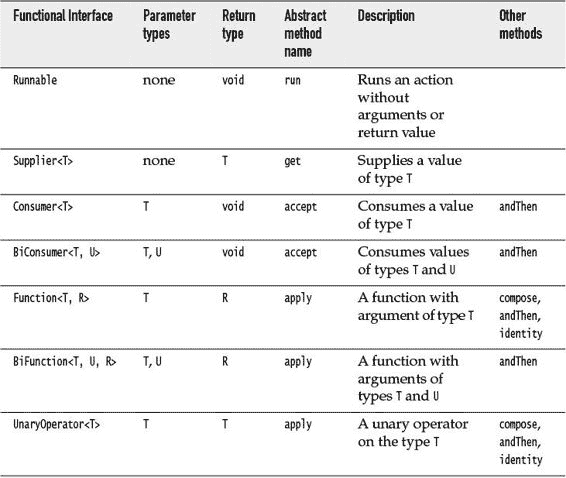 Functional Interface Parameter types Return type Abstract method name Description Other methods
Runnable none void run Runs an action without arguments or return value
Supplier<T> none T get Supplies a value of type T
Consumer<T> T void accept Consumes a value of type T andThen
BiConsumer<T, U> T, U void accept Consumes values of types T and U andThen
Function<T, R> T R apply A function with argument of type T compose, andThen, identity
BiFunction<T, U, R> T, U R apply A function with arguments of types T and U andThen
UnaryOperator<T> T T apply A unary operator on the type T compose, andThen, identity